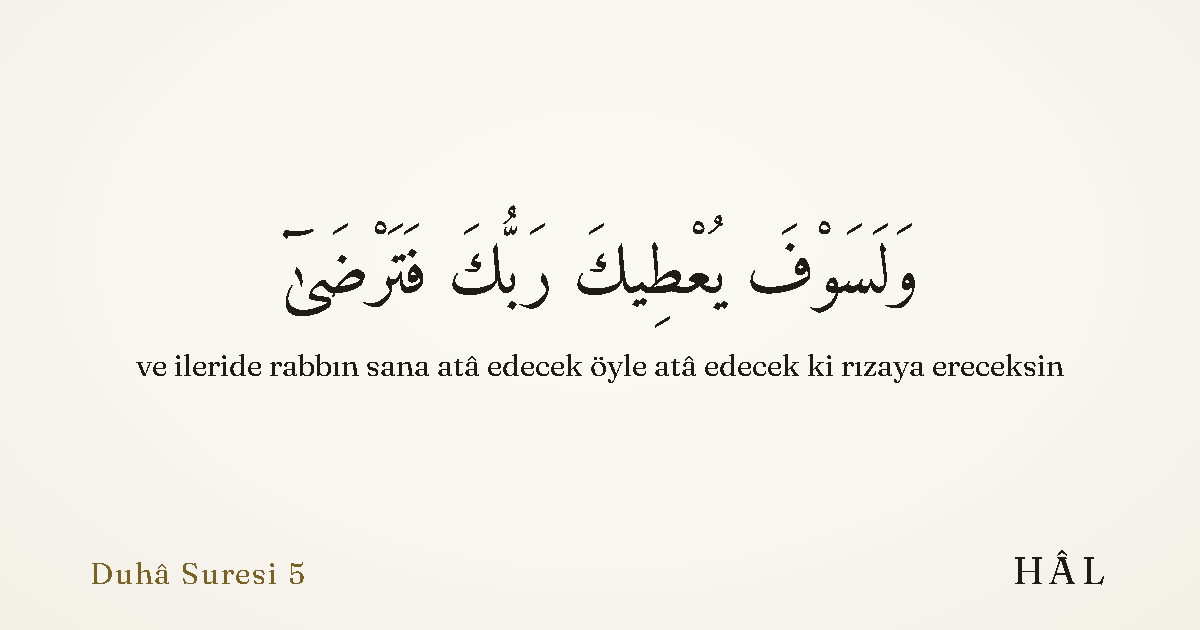 وَلَسَوْفَ يُعْطِيكَ رَبُّكَ فَتَرْضَىٰٓ
ve ileride rabbın sana atâ edecek öyle atâ edecek ki rızaya ereceksin
Duhâ Suresi 5
HÂL